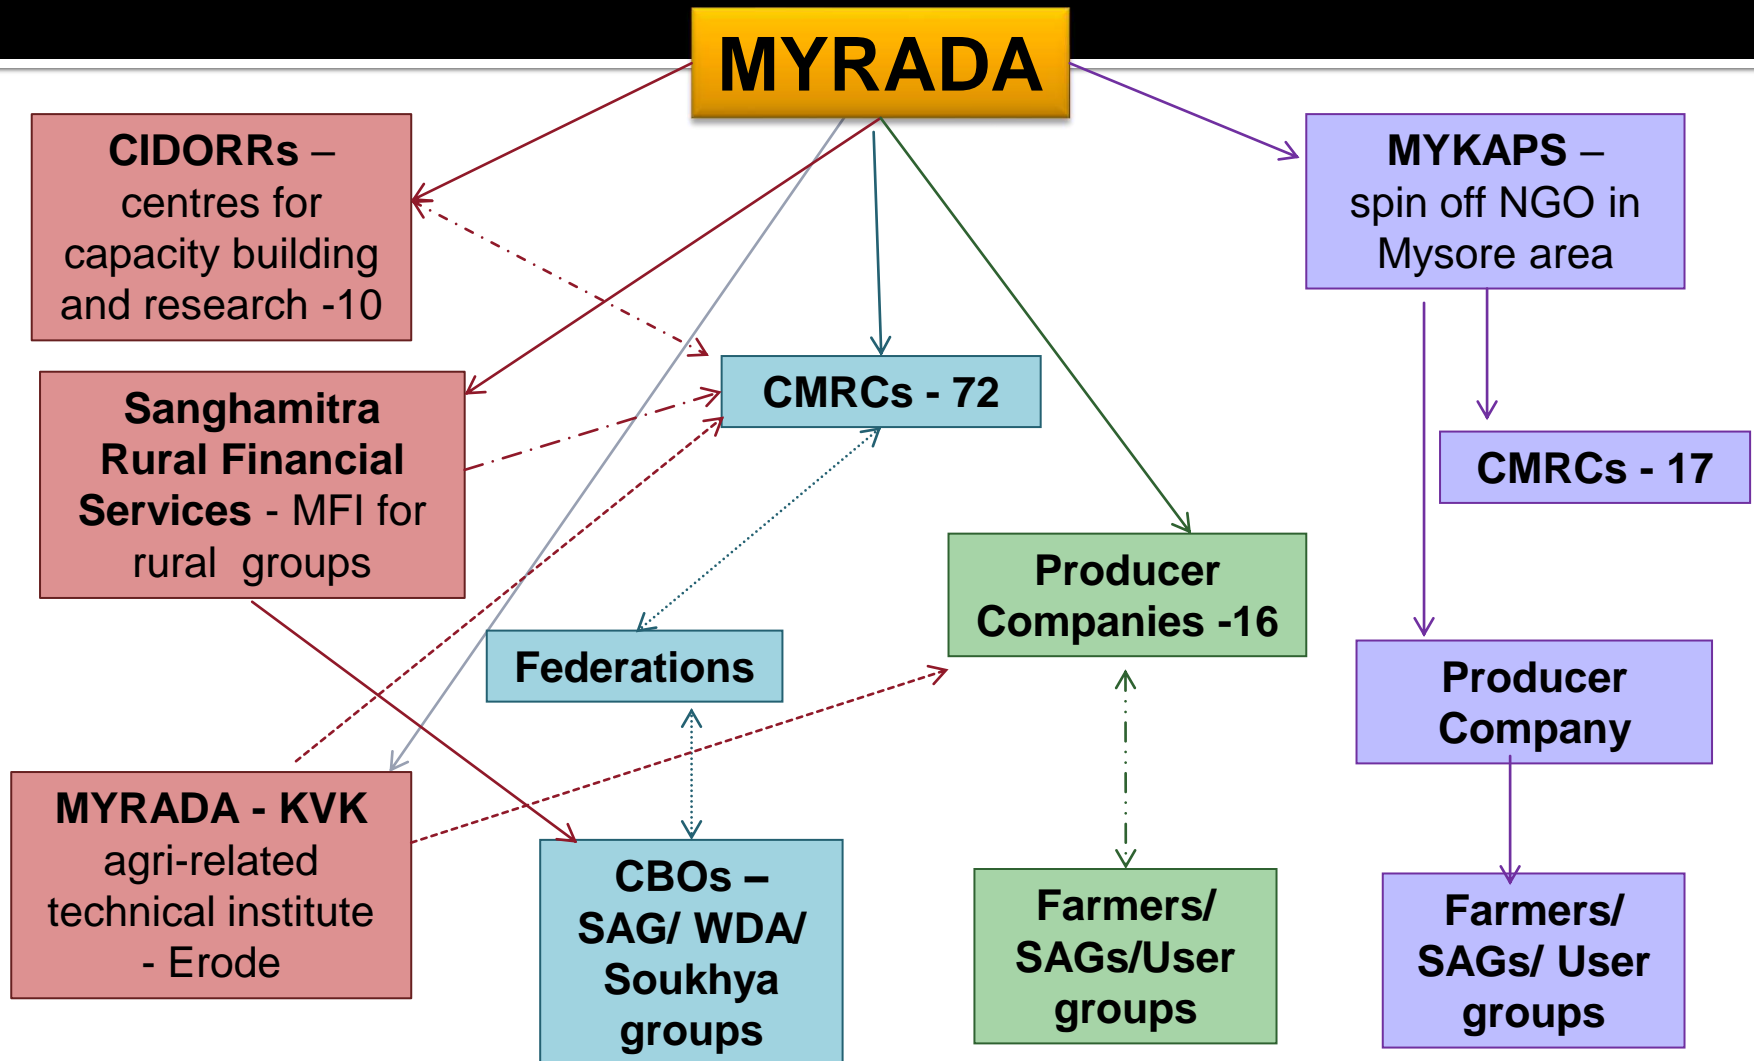 MYRADA
CIDORRs –
centres for
capacity building
and research -10
MYKAPS –
spin off NGO in
Mysore area
Sanghamitra
Rural Financial
Services - MFI for
rural groups
CMRCs - 72
CMRCs - 17
Producer
Companies -16
Federations
Producer
Company
MYRADA - KVK
agri-related
technical institute
- Erode
CBOs –
SAG/ WDA/
Soukhya
groups
Farmers/
SAGs/User
groups
Farmers/
SAGs/ User
groups